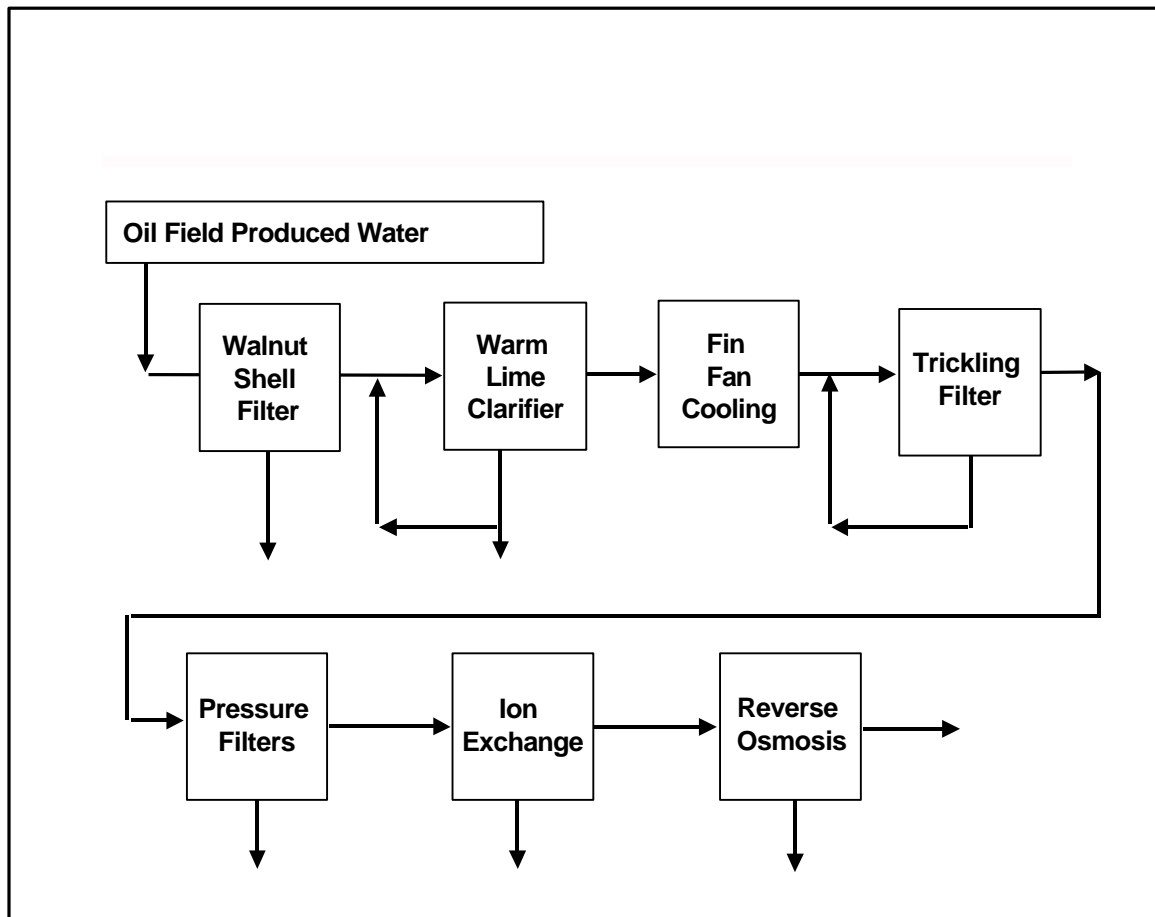 Oil Field Produced Water
Walnut
Shell
Filter
Warm
Lime
Clarifier
Fin
Fan
Cooling
Trickling
Filter
Pressure
Filters
Ion
Exchange
Reverse
Osmosis